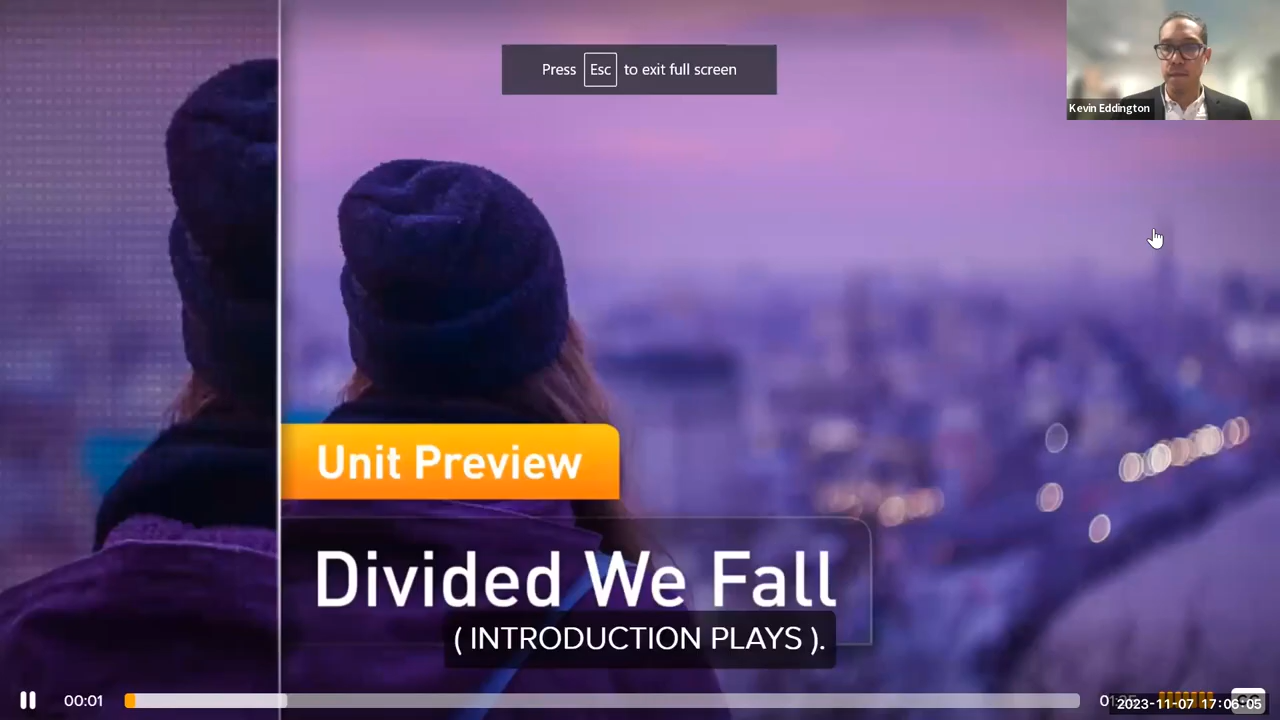 Press Esc to exit full screen
Kevin Eddington
Unit Preview
Divided We Fall
( INTRODUCTION PLAYS ).
00:01
2023-11-07 17:06:05